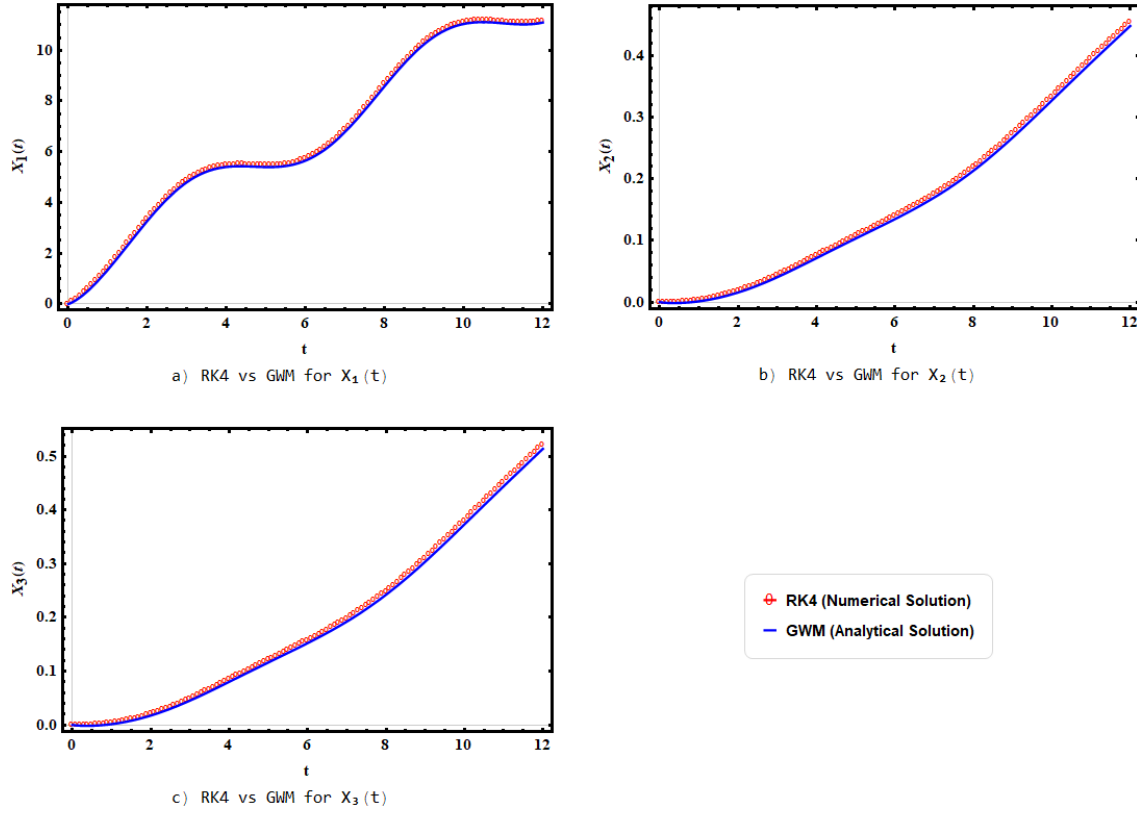 10
8
6
4
2
0
X1(t)
0 2 4 6 8 10 12
t
a) RK4 vs GWM for X₁(t)
0.4
0.3
0.2
0.1
0.0
X2(t)
0 2 4 6 8 10 12
t
b) RK4 vs GWM for X₂(t)
0.5
0.4
0.3
0.2
0.1
0.0
X3(t)
0 2 4 6 8 10 12
t
c) RK4 vs GWM for X₃(t)
RK4 (Numerical Solution)
GWM (Analytical Solution)